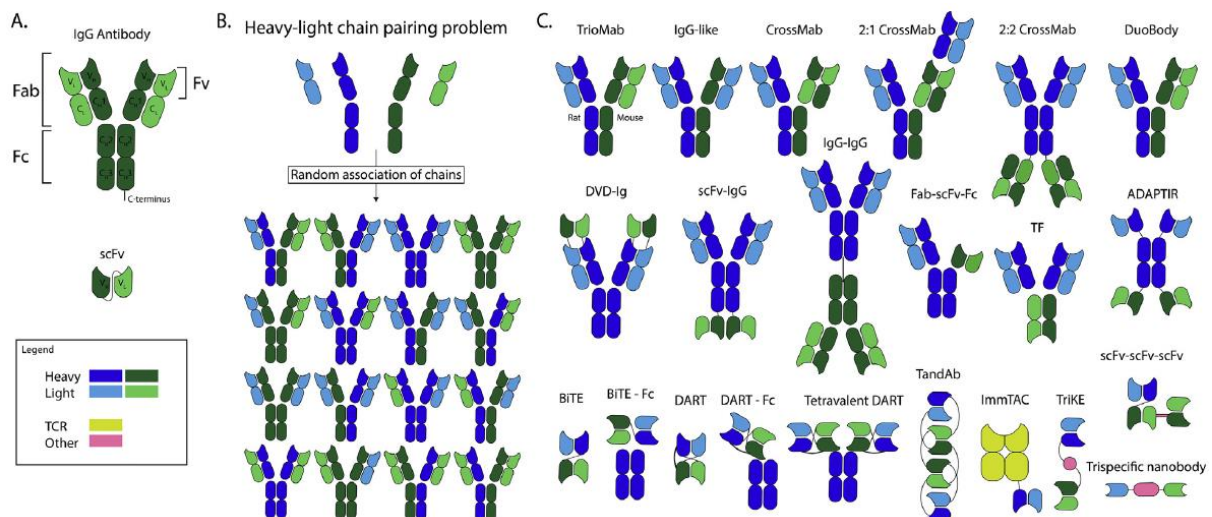 A.
IgG Antibody
Fab
Fv
Fc
C-terminus
scFv
Legend
Heavy
Light
TCR
Other
B.
Heavy-light chain pairing problem
Random association of chains
C.
TrioMab
IgG-like
CrossMab
2:1 CrossMab
2:2 CrossMab
DuoBody
Rat
Mouse
IgG-IgG
DVD-Ig
scFv-IgG
Fab-scFv-Fc
TF
ADAPTIR
scFv-scFv-scFv
BiTE
BiTE - Fc
DART
DART - Fc
Tetravalent DART
TandAb
ImmTAC
TriKE
Trispecific nanobody